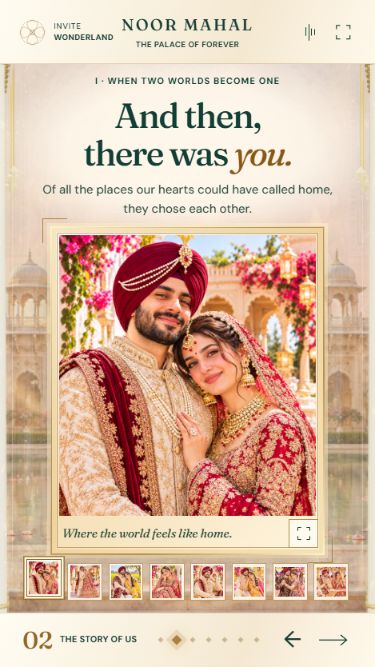 INVITE
WONDERLAND
NOOR MAHAL
THE PALACE OF FOREVER
I · WHEN TWO WORLDS BECOME ONE
And then,
there was you.
Of all the places our hearts could have called home,
they chose each other.
Where the world feels like home.
02 THE STORY OF US